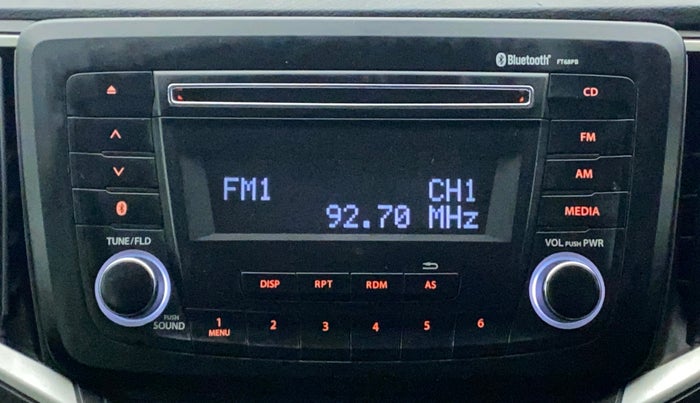 Bluetooth® FT68PB
CD
FM
AM
MEDIA
FM1 CH1
92.70 MHz
TUNE/FLD
VOL PUSH PWR
DISP RPT RDM AS
PUSH
SOUND
1 2 3 4 5 6
MENU